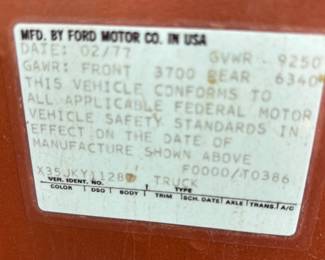 MFD. BY FORD MOTOR CO. IN USA
DATE: 02/77 GVWR 9250
GAWR: FRONT 3700 REAR 6340
THIS VEHICLE CONFORMS TO
ALL APPLICABLE FEDERAL MOTOR
VEHICLE SAFETY STANDARDS IN
EFFECT ON THE DATE OF
MANUFACTURE SHOWN ABOVE
F0000/T0386
VEH. IDENT. NO. TRUCK
TYPE
COLOR DSO BODY TRIM SCH. DATE AXLE TRANS. A/C